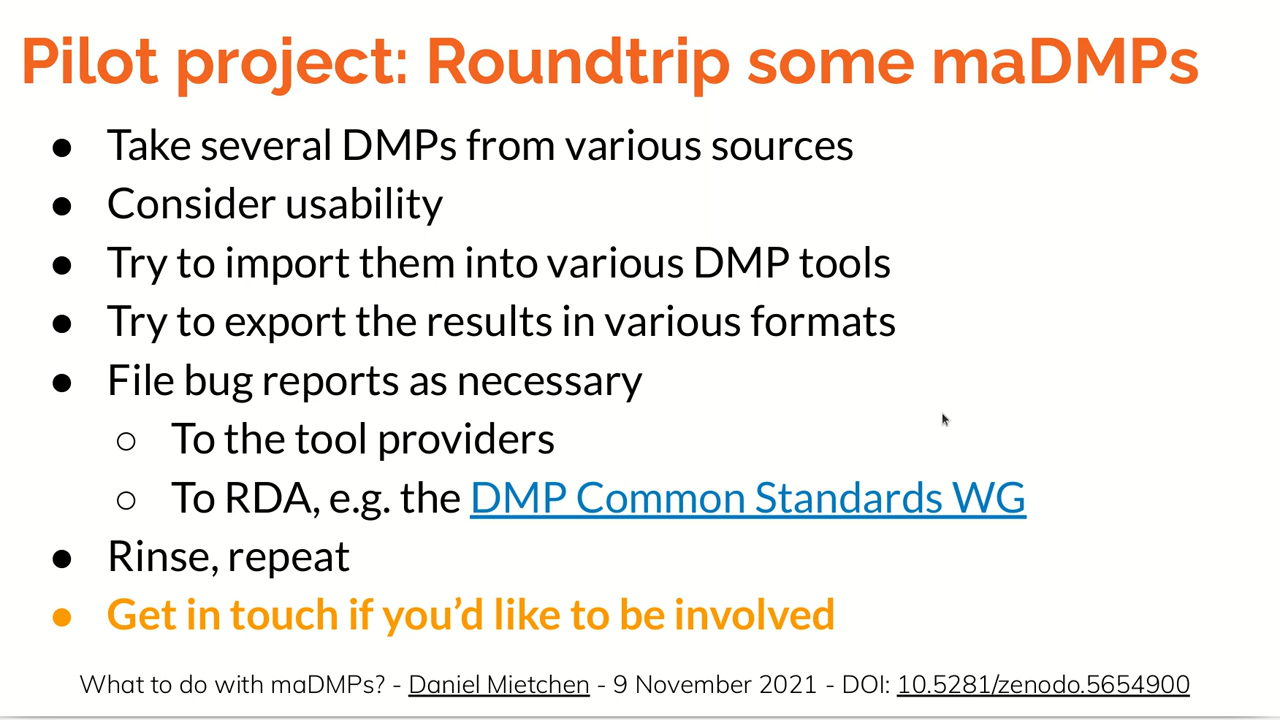 Pilot project: Roundtrip some maDMPs
● Take several DMPs from various sources
● Consider usability
● Try to import them into various DMP tools
● Try to export the results in various formats
● File bug reports as necessary
○ To the tool providers
○ To RDA, e.g. the DMP Common Standards WG
● Rinse, repeat
● Get in touch if you’d like to be involved
What to do with maDMPs? - Daniel Mietchen - 9 November 2021 - DOI: 10.5281/zenodo.5654900